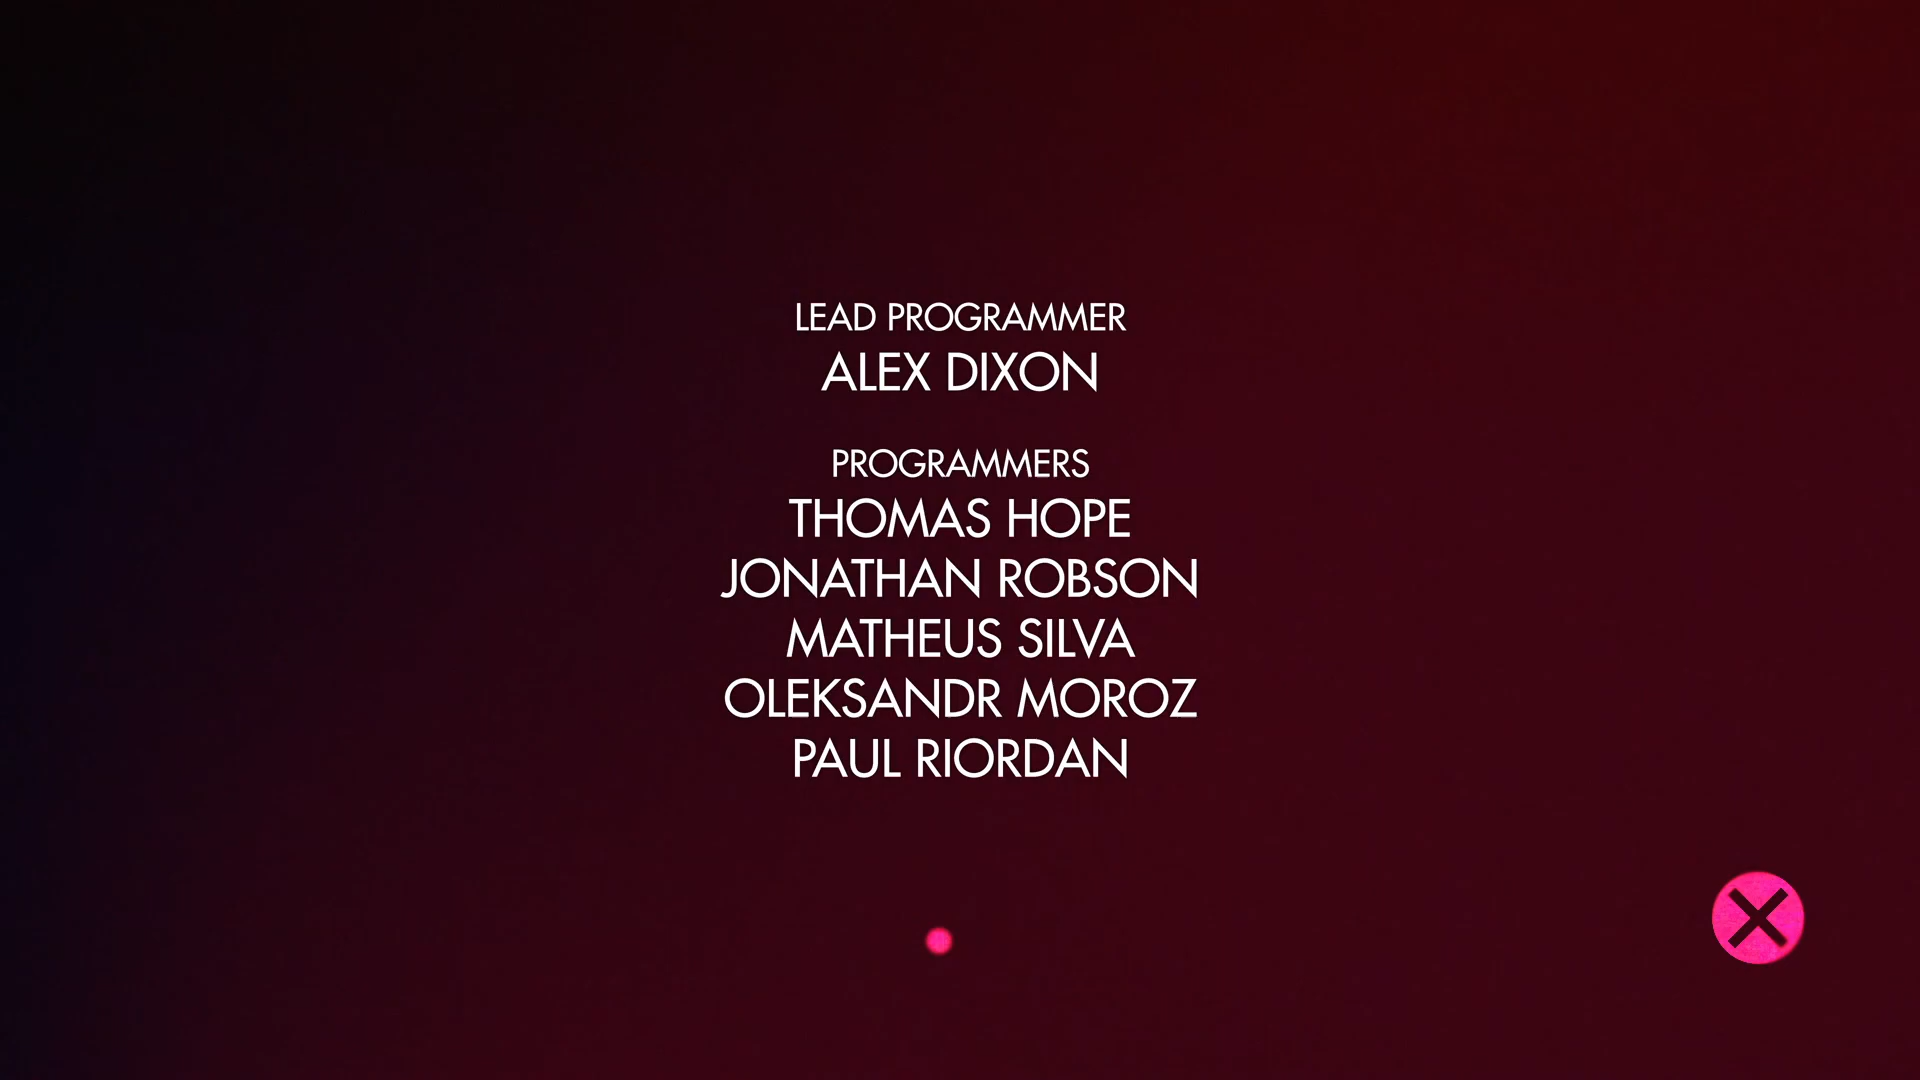 LEAD PROGRAMMER
ALEX DIXON
PROGRAMMERS
THOMAS HOPE
JONATHAN ROBSON
MATHEUS SILVA
OLEKSANDR MOROZ
PAUL RIORDAN